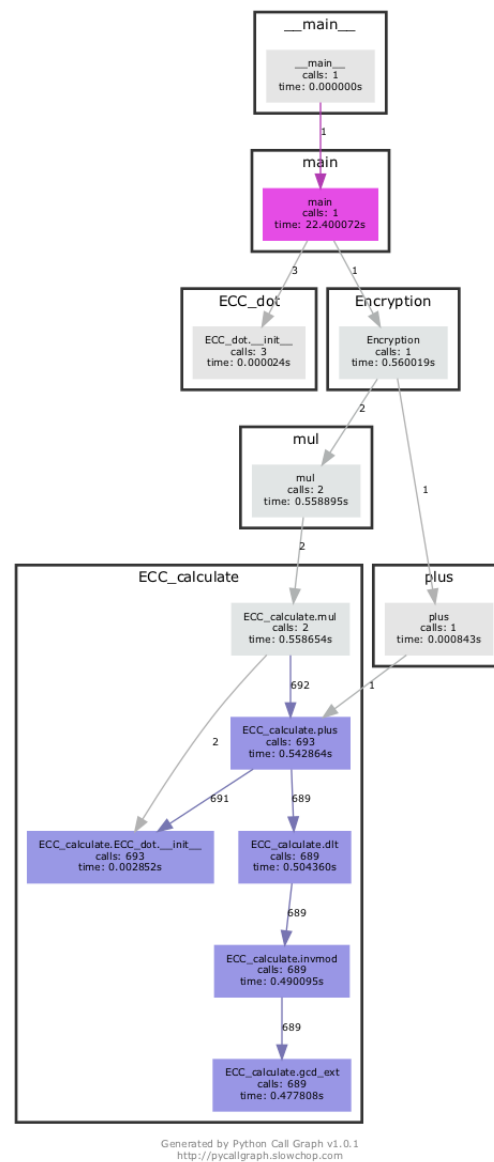 __main__
__main__
calls: 1
time: 0.000000s
1
main
main
calls: 1
time: 22.400072s
3
1
ECC_dot
Encryption
ECC_dot.__init__
calls: 3
time: 0.000024s
Encryption
calls: 1
time: 0.560019s
2
1
mul
mul
calls: 2
time: 0.558895s
2
ECC_calculate
plus
ECC_calculate.mul
calls: 2
time: 0.558654s
plus
calls: 1
time: 0.000843s
692
1
2
ECC_calculate.plus
calls: 693
time: 0.542864s
691
689
ECC_calculate.ECC_dot.__init__
calls: 693
time: 0.002852s
ECC_calculate.dlt
calls: 689
time: 0.504360s
689
ECC_calculate.invmod
calls: 689
time: 0.490095s
689
ECC_calculate.gcd_ext
calls: 689
time: 0.477808s
Generated by Python Call Graph v1.0.1
http://pycallgraph.slowchop.com